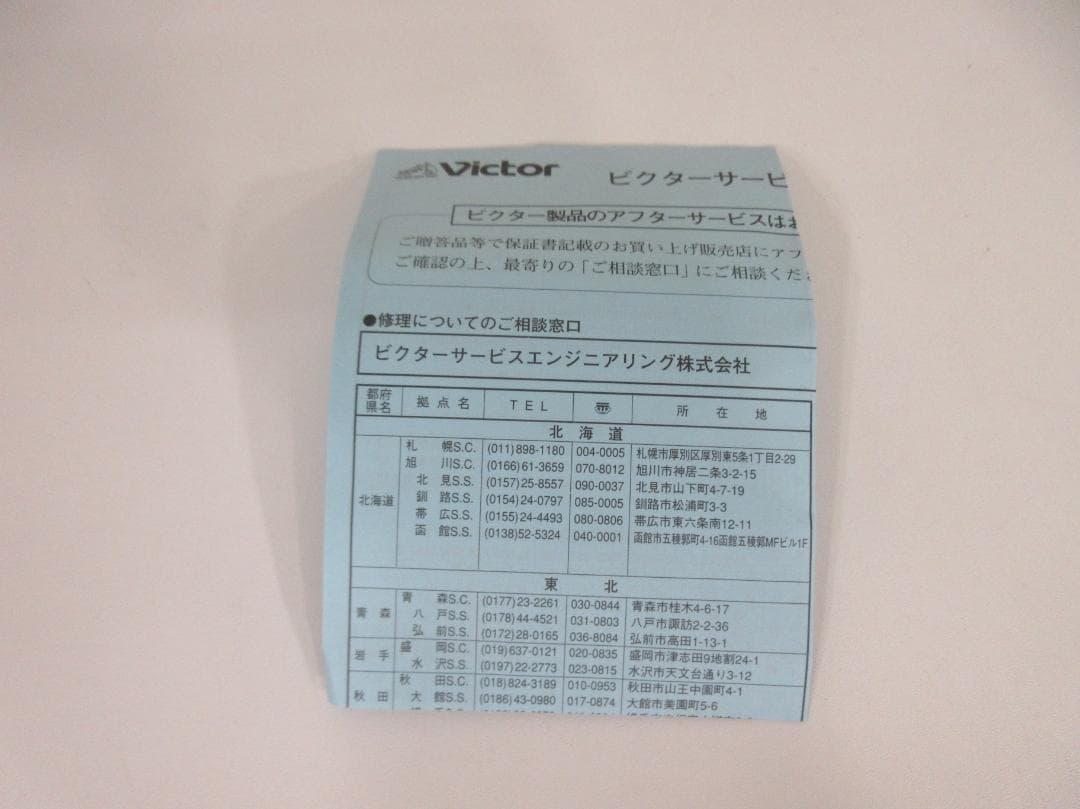 Victor ビクターサービ
ビクター製品のアフターサービスはお
ご贈答品等で保証書記載のお買い上げ販売店にアフ
ご確認の上、最寄りの「ご相談窓口」にご相談くださ
●修理についてのご相談窓口
ビクターサービスエンジニアリング株式会社
都府県名 拠点名 TEL 〠 所在地
北海道
北海道
札幌S.C. (011)898-1180 004-0005 札幌市厚別区厚別東5条1丁目2-29
旭川S.C. (0166)61-3659 070-8012 旭川市神居二条3-2-15
北見S.S. (0157)25-8557 090-0037 北見市山下町4-7-19
釧路S.S. (0154)24-0797 085-0005 釧路市松浦町3-3
帯広S.S. (0155)24-4493 080-0806 帯広市東六条南12-11
函館S.S. (0138)52-5324 040-0001 函館市五稜郭町4-16函館五稜郭MFビル1F
東北
青森
青森S.C. (0177)23-2261 030-0844 青森市桂木4-6-17
八戸S.S. (0178)44-4521 031-0803 八戸市諏訪2-2-36
弘前S.S. (0172)28-0165 036-8084 弘前市高田1-13-1
岩手
盛岡S.C. (019)637-0121 020-0835 盛岡市津志田9地割24-1
水沢S.S. (0197)22-2773 023-0815 水沢市天文台通り3-12
秋田
秋田S.C. (018)824-3189 010-0953 秋田市山王中園町4-1
大館S.S. (0186)43-0980 017-0874 大館市美園町5-6